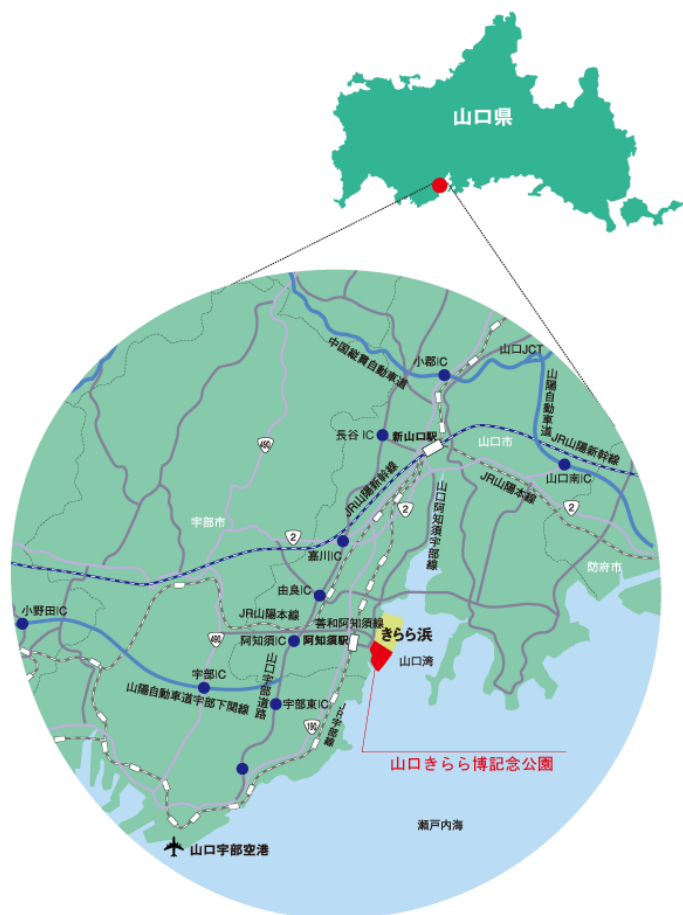 山口県
中国縦貫自動車道
小郡IC
山口JCT
山陽自動車道
JR山陽新幹線
長谷 IC
新山口駅
山口市
山口南IC
JR山陽本線
490
JR山陽新幹線
2
2
宇部市
2
嘉川IC
山口阿知須宇部線
防府市
由良IC
小野田IC
JR山陽本線
善和阿知須線
きらら浜
490
阿知須IC
阿知須駅
山口湾
宇部IC
山陽自動車道宇部下関線
山口宇部道路
宇部東IC
190
JR宇部線
山口きらら博記念公園
瀬戸内海
山口宇部空港